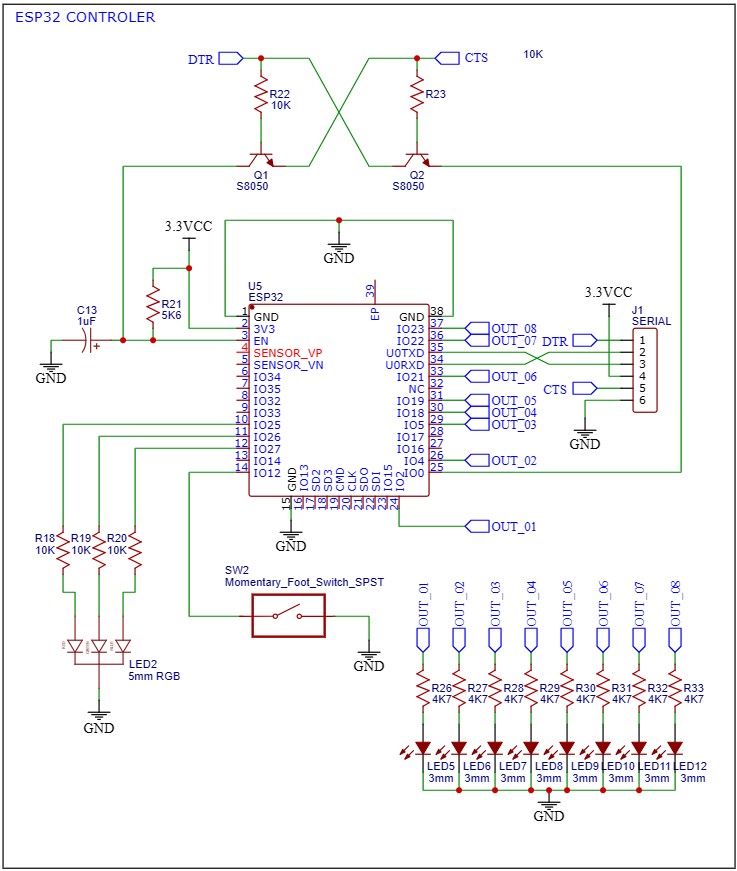 ESP32 CONTROLER
DTR
CTS
10K
R22
10K
R23
Q1
S8050
Q2
S8050
3.3VCC
GND
R21
5K6
C13
1uF
+
GND
U5
ESP32
39
EP
1 GND
2 3V3
3 EN
4 SENSOR_VP
5 SENSOR_VN
6 IO34
7 IO35
8 IO32
9 IO33
10 IO25
11 IO26
12 IO27
13 IO14
14 IO12
GND 38
IO23 37 OUT_08
IO22 36 OUT_07
U0TXD 35
U0RXD 34
IO21 33 OUT_06
NC 32
IO19 31 OUT_05
IO18 30 OUT_04
IO5 29 OUT_03
IO17 28
IO16 27
IO4 26 OUT_02
IO0 25
GND 15
IO13 16
SD2 17
SD3 18
CMD 19
CLK 20
SDO 21
SDI 22
IO15 23
IO2 24
OUT_01
GND
3.3VCC
J1
SERIAL
DTR
CTS
1
2
3
4
5
6
GND
R18
10K
R19
10K
R20
10K
LED2
5mm RGB
GND
SW2
Momentary_Foot_Switch_SPST
GND
OUT_01
OUT_02
OUT_03
OUT_04
OUT_05
OUT_06
OUT_07
OUT_08
R26
4K7
R27
4K7
R28
4K7
R29
4K7
R30
4K7
R31
4K7
R32
4K7
R33
4K7
LED5
3mm
LED6
3mm
LED7
3mm
LED8
3mm
LED9
3mm
LED10
3mm
LED11
3mm
LED12
3mm
GND